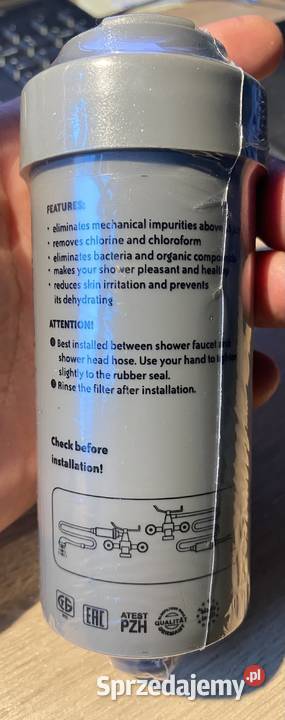 FEATURES:
• eliminates mechanical impurities above
• removes chlorine and chloroform
• eliminates bacteria and organic
• makes your shower pleasant and
• reduces skin irritation and prevents
its dehydrating
ATTENTION!
Best installed between shower faucet and
shower head hose. Use your hand to
slightly to the rubber seal.
Rinse the filter after installation.
Check before
installation!
EAC
ATEST
PZH
QUALITÄT
Sprzedajemy.pl